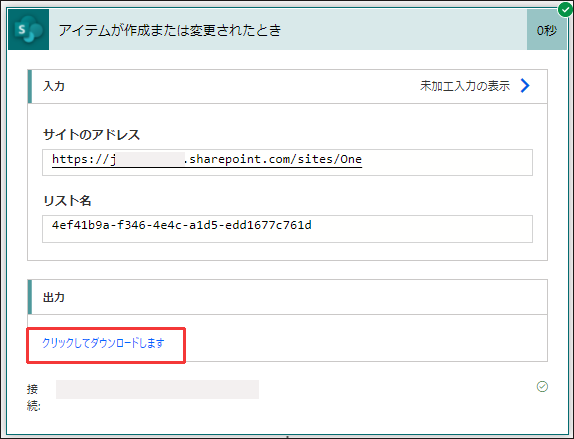 アイテムが作成または変更されたとき
0秒
入力
未加工入力の表示
サイトのアドレス
https://j .sharepoint.com/sites/One
リスト名
4ef41b9a-f346-4e4c-a1d5-edd1677c761d
出力
クリックしてダウンロードします
接
続: